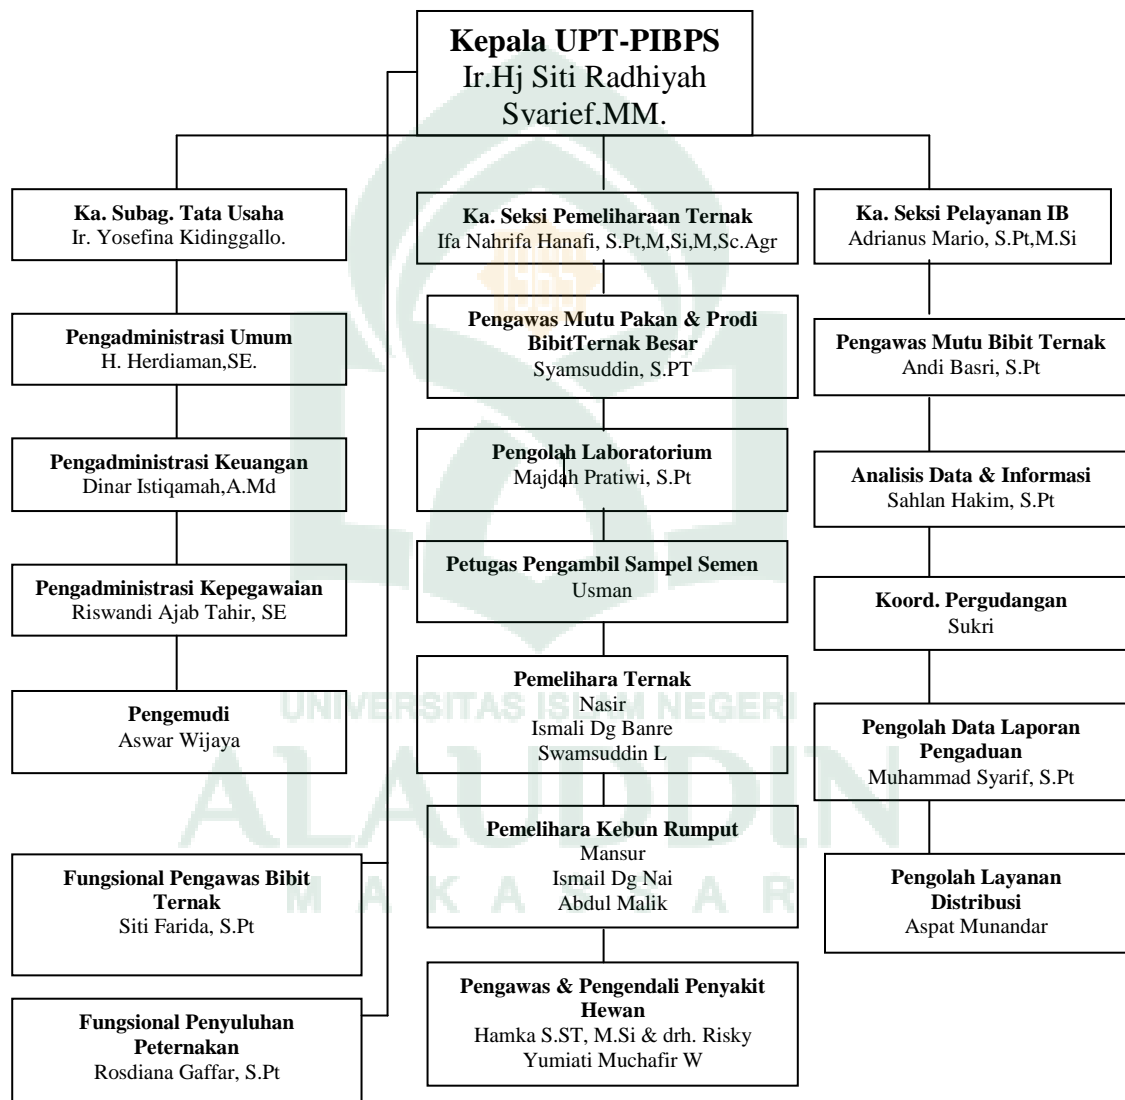 Kepala UPT-PIBPS
Ir.Hj Siti Radhiyah
Syarief,MM.
Ka. Subag. Tata Usaha
Ir. Yosefina Kidinggallo.
Pengadministrasi Umum
H. Herdiaman,SE.
Pengadministrasi Keuangan
Dinar Istiqamah,A.Md
Pengadministrasi Kepegawaian
Riswandi Ajab Tahir, SE
Pengemudi
Aswar Wijaya
Fungsional Pengawas Bibit
Ternak
Siti Farida, S.Pt
Fungsional Penyuluhan
Peternakan
Rosdiana Gaffar, S.Pt
Ka. Seksi Pemeliharaan Ternak
Ifa Nahrifa Hanafi, S.Pt,M,Si,M,Sc.Agr
Pengawas Mutu Pakan & Prodi
BibitTernak Besar
Syamsuddin, S.PT
Pengolah Laboratorium
Majdah Pratiwi, S.Pt
Petugas Pengambil Sampel Semen
Usman
Pemelihara Ternak
Nasir
Ismali Dg Banre
Swamsuddin L
Pemelihara Kebun Rumput
Mansur
Ismail Dg Nai
Abdul Malik
Pengawas & Pengendali Penyakit
Hewan
Hamka S.ST, M.Si & drh. Risky
Yumiati Muchafir W
Ka. Seksi Pelayanan IB
Adrianus Mario, S.Pt,M.Si
Pengawas Mutu Bibit Ternak
Andi Basri, S.Pt
Analisis Data & Informasi
Sahlan Hakim, S.Pt
Koord. Pergudangan
Sukri
Pengolah Data Laporan
Pengaduan
Muhammad Syarif, S.Pt
Pengolah Layanan
Distribusi
Aspat Munandar
UNIVERSITAS ISLAM NEGERI
ALAUDDIN
MAKASSAR